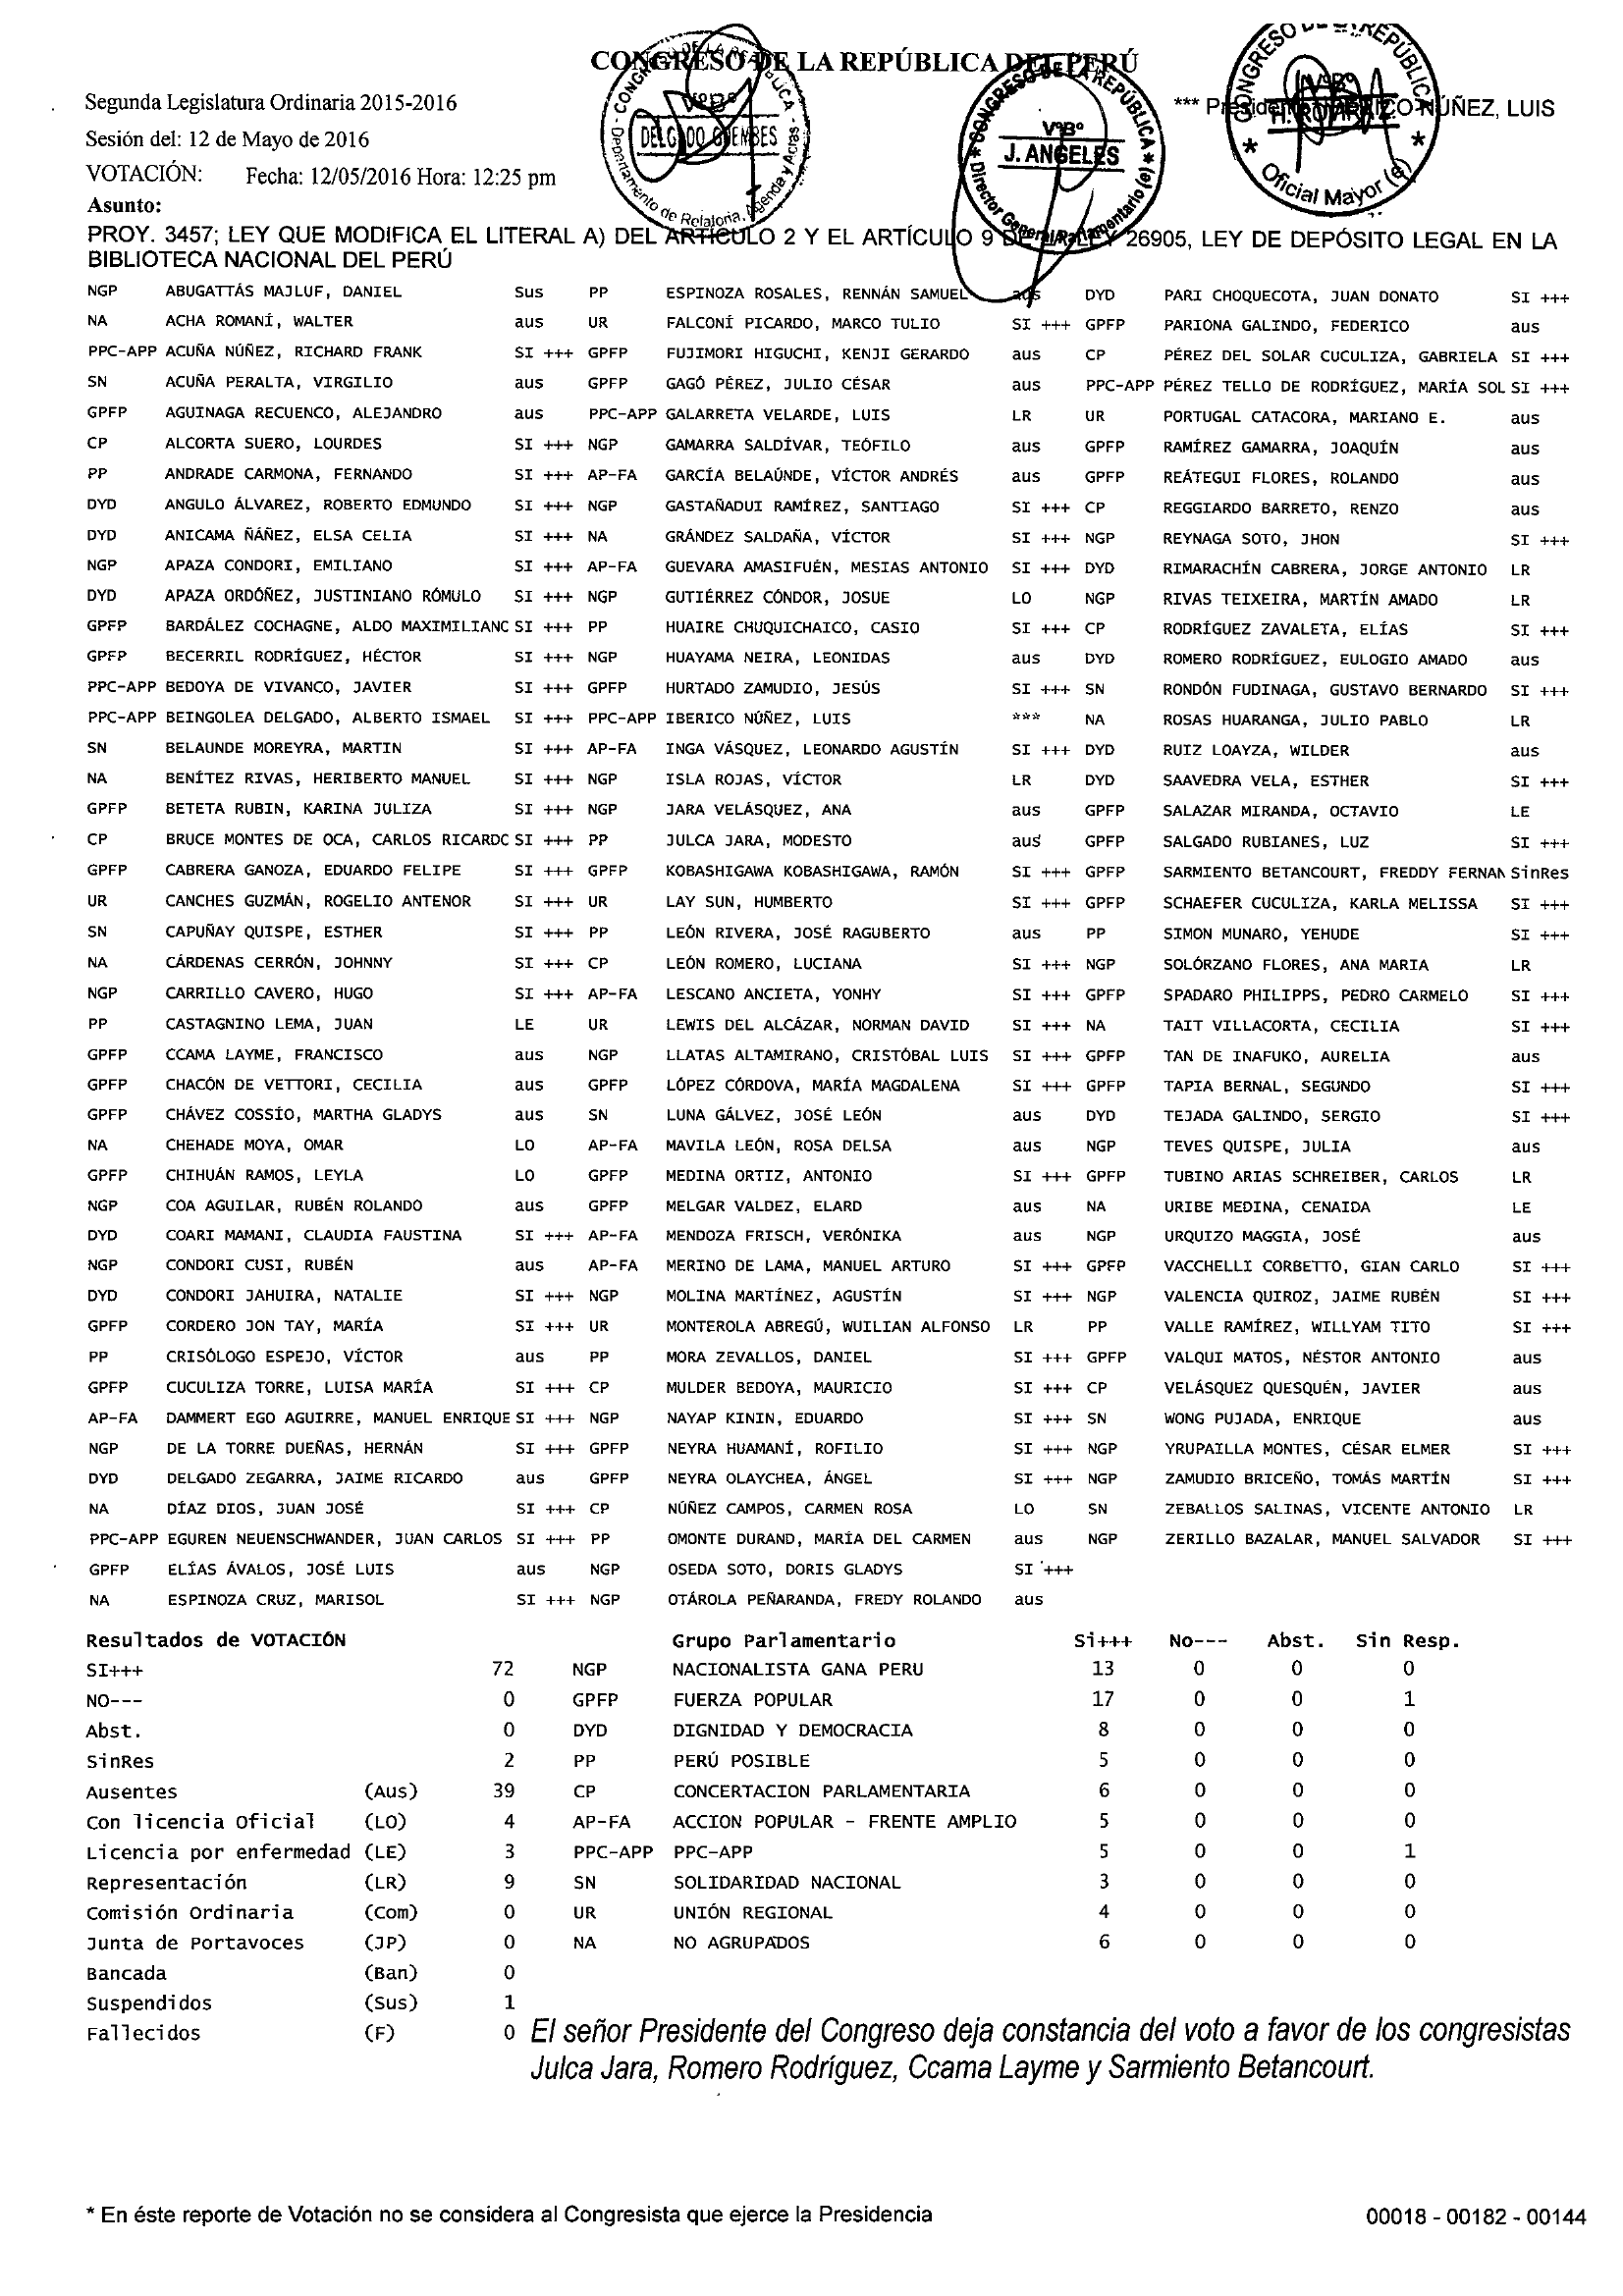 CONGRESO DE LA REPÚBLICA DEL PERÚ
Segunda Legislatura Ordinaria 2015-2016
*** NÚÑEZ, LUIS
Sesión del: 12 de Mayo de 2016
VOTACIÓN: Fecha: 12/05/2016 Hora: 12:25 pm
VºBº
DELGADO GUEMBES
Departamento de Relatoría, Agenda y Actas
CONGRESO DE LA REPÚBLICA
VºBº
J. ANGELES
Director General Parlamentario (e)
CONGRESO REPÚBLICA
VºBº
Oficial Mayor (e)
Asunto:
PROY. 3457; LEY QUE MODIFICA EL LITERAL A) DEL ARTÍCULO 2 Y EL ARTÍCULO 9 DE LA LEY 26905, LEY DE DEPÓSITO LEGAL EN LA
BIBLIOTECA NACIONAL DEL PERÚ
NGP ABUGATTÁS MAJLUF, DANIEL Sus PP ESPINOZA ROSALES, RENNÁN SAMUEL aus DYD PARI CHOQUECOTA, JUAN DONATO SI +++
NA ACHA ROMANÍ, WALTER aus UR FALCONÍ PICARDO, MARCO TULIO SI +++ GPFP PARIONA GALINDO, FEDERICO aus
PPC-APP ACUÑA NÚÑEZ, RICHARD FRANK SI +++ GPFP FUJIMORI HIGUCHI, KENJI GERARDO aus CP PÉREZ DEL SOLAR CUCULIZA, GABRIELA SI +++
SN ACUÑA PERALTA, VIRGILIO aus GPFP GAGÓ PÉREZ, JULIO CÉSAR aus PPC-APP PÉREZ TELLO DE RODRÍGUEZ, MARÍA SOL SI +++
GPFP AGUINAGA RECUENCO, ALEJANDRO aus PPC-APP GALARRETA VELARDE, LUIS LR UR PORTUGAL CATACORA, MARIANO E. aus
CP ALCORTA SUERO, LOURDES SI +++ NGP GAMARRA SALDÍVAR, TEÓFILO aus GPFP RAMÍREZ GAMARRA, JOAQUÍN aus
PP ANDRADE CARMONA, FERNANDO SI +++ AP-FA GARCÍA BELAÚNDE, VÍCTOR ANDRÉS aus GPFP REÁTEGUI FLORES, ROLANDO aus
DYD ANGULO ÁLVAREZ, ROBERTO EDMUNDO SI +++ NGP GASTAÑADUI RAMÍREZ, SANTIAGO SI +++ CP REGGIARDO BARRETO, RENZO aus
DYD ANICAMA ÑÁÑEZ, ELSA CELIA SI +++ NA GRÁNDEZ SALDAÑA, VÍCTOR SI +++ NGP REYNAGA SOTO, JHON SI +++
NGP APAZA CONDORI, EMILIANO SI +++ AP-FA GUEVARA AMASIFUÉN, MESIAS ANTONIO SI +++ DYD RIMARACHÍN CABRERA, JORGE ANTONIO LR
DYD APAZA ORDÓÑEZ, JUSTINIANO RÓMULO SI +++ NGP GUTIÉRREZ CÓNDOR, JOSUE LO NGP RIVAS TEIXEIRA, MARTÍN AMADO LR
GPFP BARDÁLEZ COCHAGNE, ALDO MAXIMILIANC SI +++ PP HUAIRE CHUQUICHAICO, CASIO SI +++ CP RODRÍGUEZ ZAVALETA, ELÍAS SI +++
GPFP BECERRIL RODRÍGUEZ, HÉCTOR SI +++ NGP HUAYAMA NEIRA, LEONIDAS aus DYD ROMERO RODRÍGUEZ, EULOGIO AMADO aus
PPC-APP BEDOYA DE VIVANCO, JAVIER SI +++ GPFP HURTADO ZAMUDIO, JESÚS SI +++ SN RONDÓN FUDINAGA, GUSTAVO BERNARDO SI +++
PPC-APP BEINGOLEA DELGADO, ALBERTO ISMAEL SI +++ PPC-APP IBERICO NÚÑEZ, LUIS *** NA ROSAS HUARANGA, JULIO PABLO LR
SN BELAUNDE MOREYRA, MARTIN SI +++ AP-FA INGA VÁSQUEZ, LEONARDO AGUSTÍN SI +++ DYD RUIZ LOAYZA, WILDER aus
NA BENÍTEZ RIVAS, HERIBERTO MANUEL SI +++ NGP ISLA ROJAS, VÍCTOR LR DYD SAAVEDRA VELA, ESTHER SI +++
GPFP BETETA RUBIN, KARINA JULIZA SI +++ NGP JARA VELÁSQUEZ, ANA aus GPFP SALAZAR MIRANDA, OCTAVIO LE
CP BRUCE MONTES DE OCA, CARLOS RICARDC SI +++ PP JULCA JARA, MODESTO aus GPFP SALGADO RUBIANES, LUZ SI +++
GPFP CABRERA GANOZA, EDUARDO FELIPE SI +++ GPFP KOBASHIGAWA KOBASHIGAWA, RAMÓN SI +++ GPFP SARMIENTO BETANCOURT, FREDDY FERNAN SinRes
UR CANCHES GUZMÁN, ROGELIO ANTENOR SI +++ UR LAY SUN, HUMBERTO SI +++ GPFP SCHAEFER CUCULIZA, KARLA MELISSA SI +++
SN CAPUÑAY QUISPE, ESTHER SI +++ PP LEÓN RIVERA, JOSÉ RAGUBERTO aus PP SIMON MUNARO, YEHUDE SI +++
NA CÁRDENAS CERRÓN, JOHNNY SI +++ CP LEÓN ROMERO, LUCIANA SI +++ NGP SOLÓRZANO FLORES, ANA MARIA LR
NGP CARRILLO CAVERO, HUGO SI +++ AP-FA LESCANO ANCIETA, YONHY SI +++ GPFP SPADARO PHILIPPS, PEDRO CARMELO SI +++
PP CASTAGNINO LEMA, JUAN LE UR LEWIS DEL ALCÁZAR, NORMAN DAVID SI +++ NA TAIT VILLACORTA, CECILIA SI +++
GPFP CCAMA LAYME, FRANCISCO aus NGP LLATAS ALTAMIRANO, CRISTÓBAL LUIS SI +++ GPFP TAN DE INAFUKO, AURELIA aus
GPFP CHACÓN DE VETTORI, CECILIA aus GPFP LÓPEZ CÓRDOVA, MARÍA MAGDALENA SI +++ GPFP TAPIA BERNAL, SEGUNDO SI +++
GPFP CHÁVEZ COSSÍO, MARTHA GLADYS aus SN LUNA GÁLVEZ, JOSÉ LEÓN aus DYD TEJADA GALINDO, SERGIO SI +++
NA CHEHADE MOYA, OMAR LO AP-FA MAVILA LEÓN, ROSA DELSA aus NGP TEVES QUISPE, JULIA aus
GPFP CHIHUÁN RAMOS, LEYLA LO GPFP MEDINA ORTIZ, ANTONIO SI +++ GPFP TUBINO ARIAS SCHREIBER, CARLOS LR
NGP COA AGUILAR, RUBÉN ROLANDO aus GPFP MELGAR VALDEZ, ELARD aus NA URIBE MEDINA, CENAIDA LE
DYD COARI MAMANI, CLAUDIA FAUSTINA SI +++ AP-FA MENDOZA FRISCH, VERÓNIKA aus NGP URQUIZO MAGGIA, JOSÉ aus
NGP CONDORI CUSI, RUBÉN aus AP-FA MERINO DE LAMA, MANUEL ARTURO SI +++ GPFP VACCHELLI CORBETTO, GIAN CARLO SI +++
DYD CONDORI JAHUIRA, NATALIE SI +++ NGP MOLINA MARTÍNEZ, AGUSTÍN SI +++ NGP VALENCIA QUIROZ, JAIME RUBÉN SI +++
GPFP CORDERO JON TAY, MARÍA SI +++ UR MONTEROLA ABREGÚ, WUILIAN ALFONSO LR PP VALLE RAMÍREZ, WILLYAM TITO SI +++
PP CRISÓLOGO ESPEJO, VÍCTOR aus PP MORA ZEVALLOS, DANIEL SI +++ GPFP VALQUI MATOS, NÉSTOR ANTONIO aus
GPFP CUCULIZA TORRE, LUISA MARÍA SI +++ CP MULDER BEDOYA, MAURICIO SI +++ CP VELÁSQUEZ QUESQUÉN, JAVIER aus
AP-FA DAMMERT EGO AGUIRRE, MANUEL ENRIQUE SI +++ NGP NAYAP KININ, EDUARDO SI +++ SN WONG PUJADA, ENRIQUE aus
NGP DE LA TORRE DUEÑAS, HERNÁN SI +++ GPFP NEYRA HUAMANÍ, ROFILIO SI +++ NGP YRUPAILLA MONTES, CÉSAR ELMER SI +++
DYD DELGADO ZEGARRA, JAIME RICARDO aus GPFP NEYRA OLAYCHEA, ÁNGEL SI +++ NGP ZAMUDIO BRICEÑO, TOMÁS MARTÍN SI +++
NA DÍAZ DIOS, JUAN JOSÉ SI +++ CP NÚÑEZ CAMPOS, CARMEN ROSA LO SN ZEBALLOS SALINAS, VICENTE ANTONIO LR
PPC-APP EGUREN NEUENSCHWANDER, JUAN CARLOS SI +++ PP OMONTE DURAND, MARÍA DEL CARMEN aus NGP ZERILLO BAZALAR, MANUEL SALVADOR SI +++
GPFP ELÍAS ÁVALOS, JOSÉ LUIS aus NGP OSEDA SOTO, DORIS GLADYS SI +++
NA ESPINOZA CRUZ, MARISOL SI +++ NGP OTÁROLA PEÑARANDA, FREDY ROLANDO aus
Resultados de VOTACIÓN Grupo Parlamentario Si+++ No--- Abst. Sin Resp.
SI+++ 72 NGP NACIONALISTA GANA PERU 13 0 0 0
NO--- 0 GPFP FUERZA POPULAR 17 0 0 1
Abst. 0 DYD DIGNIDAD Y DEMOCRACIA 8 0 0 0
SinRes 2 PP PERÚ POSIBLE 5 0 0 0
Ausentes (Aus) 39 CP CONCERTACION PARLAMENTARIA 6 0 0 0
Con licencia Oficial (LO) 4 AP-FA ACCION POPULAR - FRENTE AMPLIO 5 0 0 0
Licencia por enfermedad (LE) 3 PPC-APP PPC-APP 5 0 0 1
Representación (LR) 9 SN SOLIDARIDAD NACIONAL 3 0 0 0
Comisión Ordinaria (Com) 0 UR UNIÓN REGIONAL 4 0 0 0
Junta de Portavoces (JP) 0 NA NO AGRUPADOS 6 0 0 0
Bancada (Ban) 0
Suspendidos (Sus) 1
Fallecidos (F) 0
El señor Presidente del Congreso deja constancia del voto a favor de los congresistas
Julca Jara, Romero Rodríguez, Ccama Layme y Sarmiento Betancourt.
* En éste reporte de Votación no se considera al Congresista que ejerce la Presidencia
00018 - 00182 - 00144